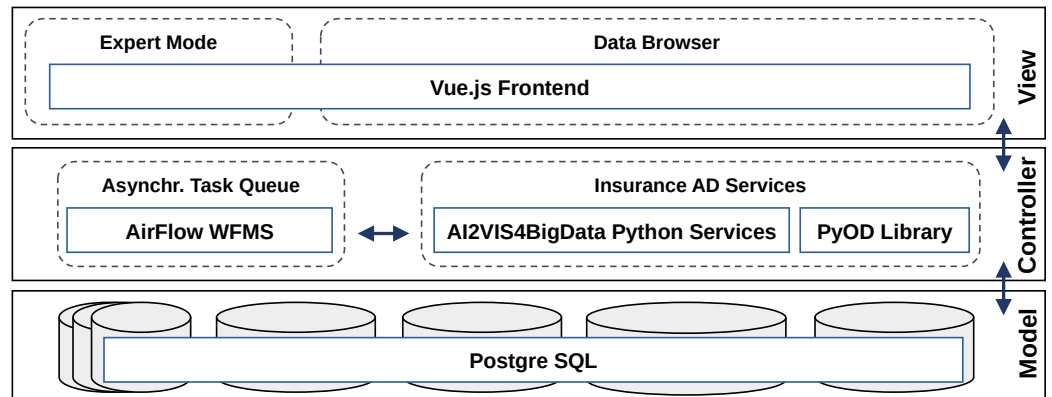 Expert Mode
Data Browser
Vue.js Frontend
View
Asynchr. Task Queue
Insurance AD Services
AirFlow WFMS
AI2VIS4BigData Python Services
PyOD Library
Controller
Postgre SQL
Model